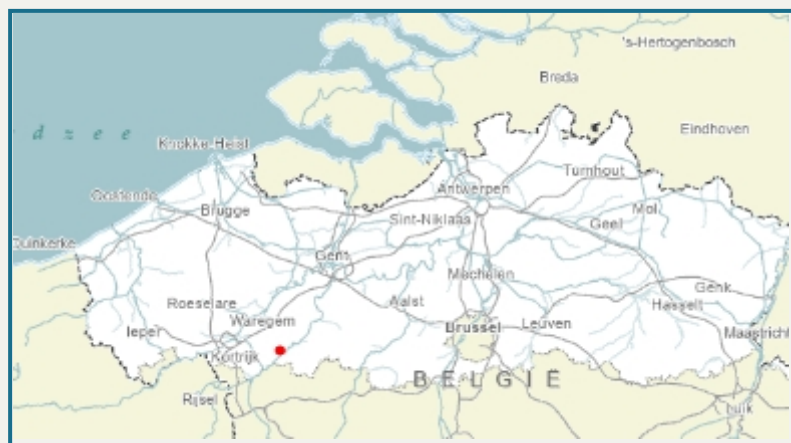 's-Hertogenbosch
Breda
d z e e
Eindhoven
Knokke-Heist
Turnhout
Antwerpen
Oostende
Mol
Brugge
Sint-Niklaas
Geel
Duinkerke
Gent
Mechelen
Genk
Roeselare
Aalst
Hasselt
Waregem
Ieper
Brussel
Leuven
Maastricht
Kortrijk
BELGIË
Rijsel
Luik